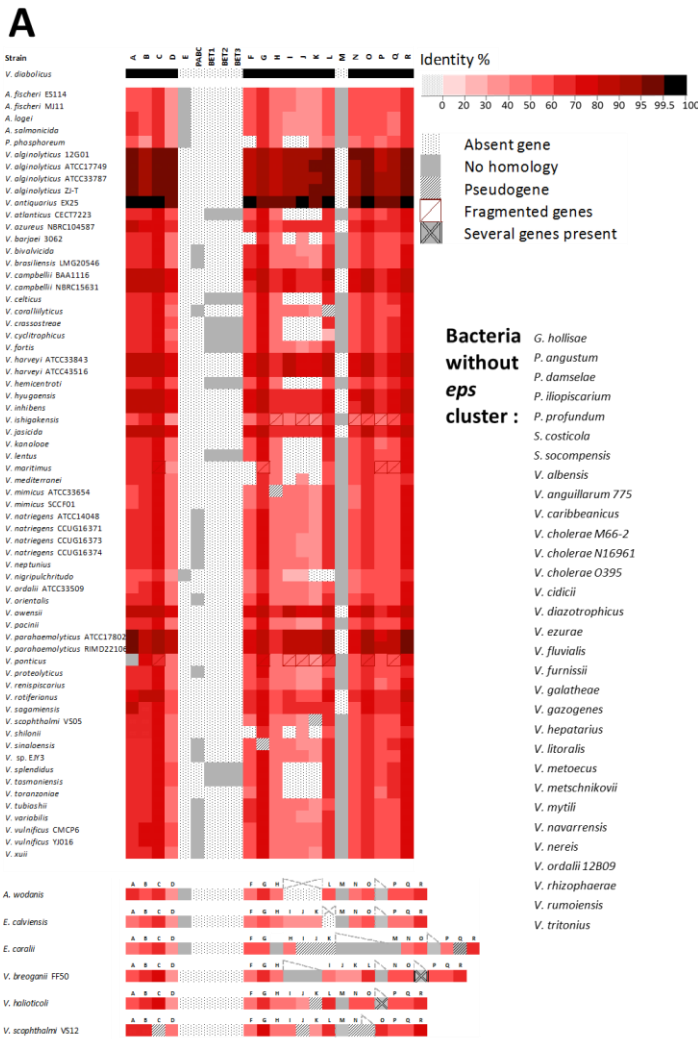 A
Strain
A B C D E PABC BET1 BET2 BET3 F G H I J K L M N O P Q R
V. diabolicus
Identity %
0 10 20 30 40 50 60 70 80 90 95 99.5 100
Absent gene
No homology
Pseudogene
Fragmented genes
Several genes present
A. fischeri ES114
A. fischeri MJ11
A. logei
A. salmonicida
P. phosphoreum
V. alginolyticus 12G01
V. alginolyticus ATCC17749
V. alginolyticus ATCC33787
V. alginolyticus ZJ-T
V. antiquarius EX25
V. atlanticus CECT7223
V. azureus NBRC104587
V. barjaei 3062
V. bivalvicida
V. brasiliensis LMG20546
V. campbellii BAA1116
V. campbellii NBRC15631
V. celticus
V. coralliilyticus
V. crassostreae
V. cyclitrophicus
V. fortis
V. harveyi ATCC33843
V. harveyi ATCC43516
V. hemicentroti
V. hyugaensis
V. inhibens
V. ishigakensis
V. jasicida
V. kanaloae
V. lentus
V. maritimus
V. mediterranei
V. mimicus ATCC33654
V. mimicus SCCF01
V. natriegens ATCC14048
V. natriegens CCUG16371
V. natriegens CCUG16373
V. natriegens CCUG16374
V. neptunius
V. nigripulchritudo
V. ordalii ATCC33509
V. orientalis
V. owensii
V. pacinii
V. parahaemolyticus ATCC17802
V. parahaemolyticus RIMD22106
V. ponticus
V. proteolyticus
V. renispiscarius
V. rotiferianus
V. sagamiensis
V. scophthalmi VS05
V. shilonii
V. sinaloensis
V. sp. EJY3
V. splendidus
V. tasmaniensis
V. toranzoniae
V. tubiashii
V. variabilis
V. vulnificus CMCP6
V. vulnificus YJ016
V. xuii
Bacteria
without
eps
cluster :
G. hollisae
P. angustum
P. damselae
P. iliopiscarium
P. profundum
S. costicola
S. socompensis
V. albensis
V. anguillarum 775
V. caribbeanicus
V. cholerae M66-2
V. cholerae N16961
V. cholerae O395
V. cidicii
V. diazotrophicus
V. ezurae
V. fluvialis
V. furnissii
V. galatheae
V. gazogenes
V. hepatarius
V. litoralis
V. metoecus
V. metschnikovii
V. mytili
V. navarrensis
V. nereis
V. ordalii 12B09
V. rhizophaerae
V. rumoiensis
V. tritonius
A B C D F G H L M N O P Q R
A. wodanis
A B C D F G H I J K L M N O P Q R
E. calviensis
A B C D F G H I J K M N O P Q R
E. coralii
A B C D F G H I J K L N O P Q R
V. breoganii FF50
A B C D F G H I J K L M N O P Q R
V. halioticoli
A B C D F G H I J K L M N O P Q R
V. scophthalmi VS12